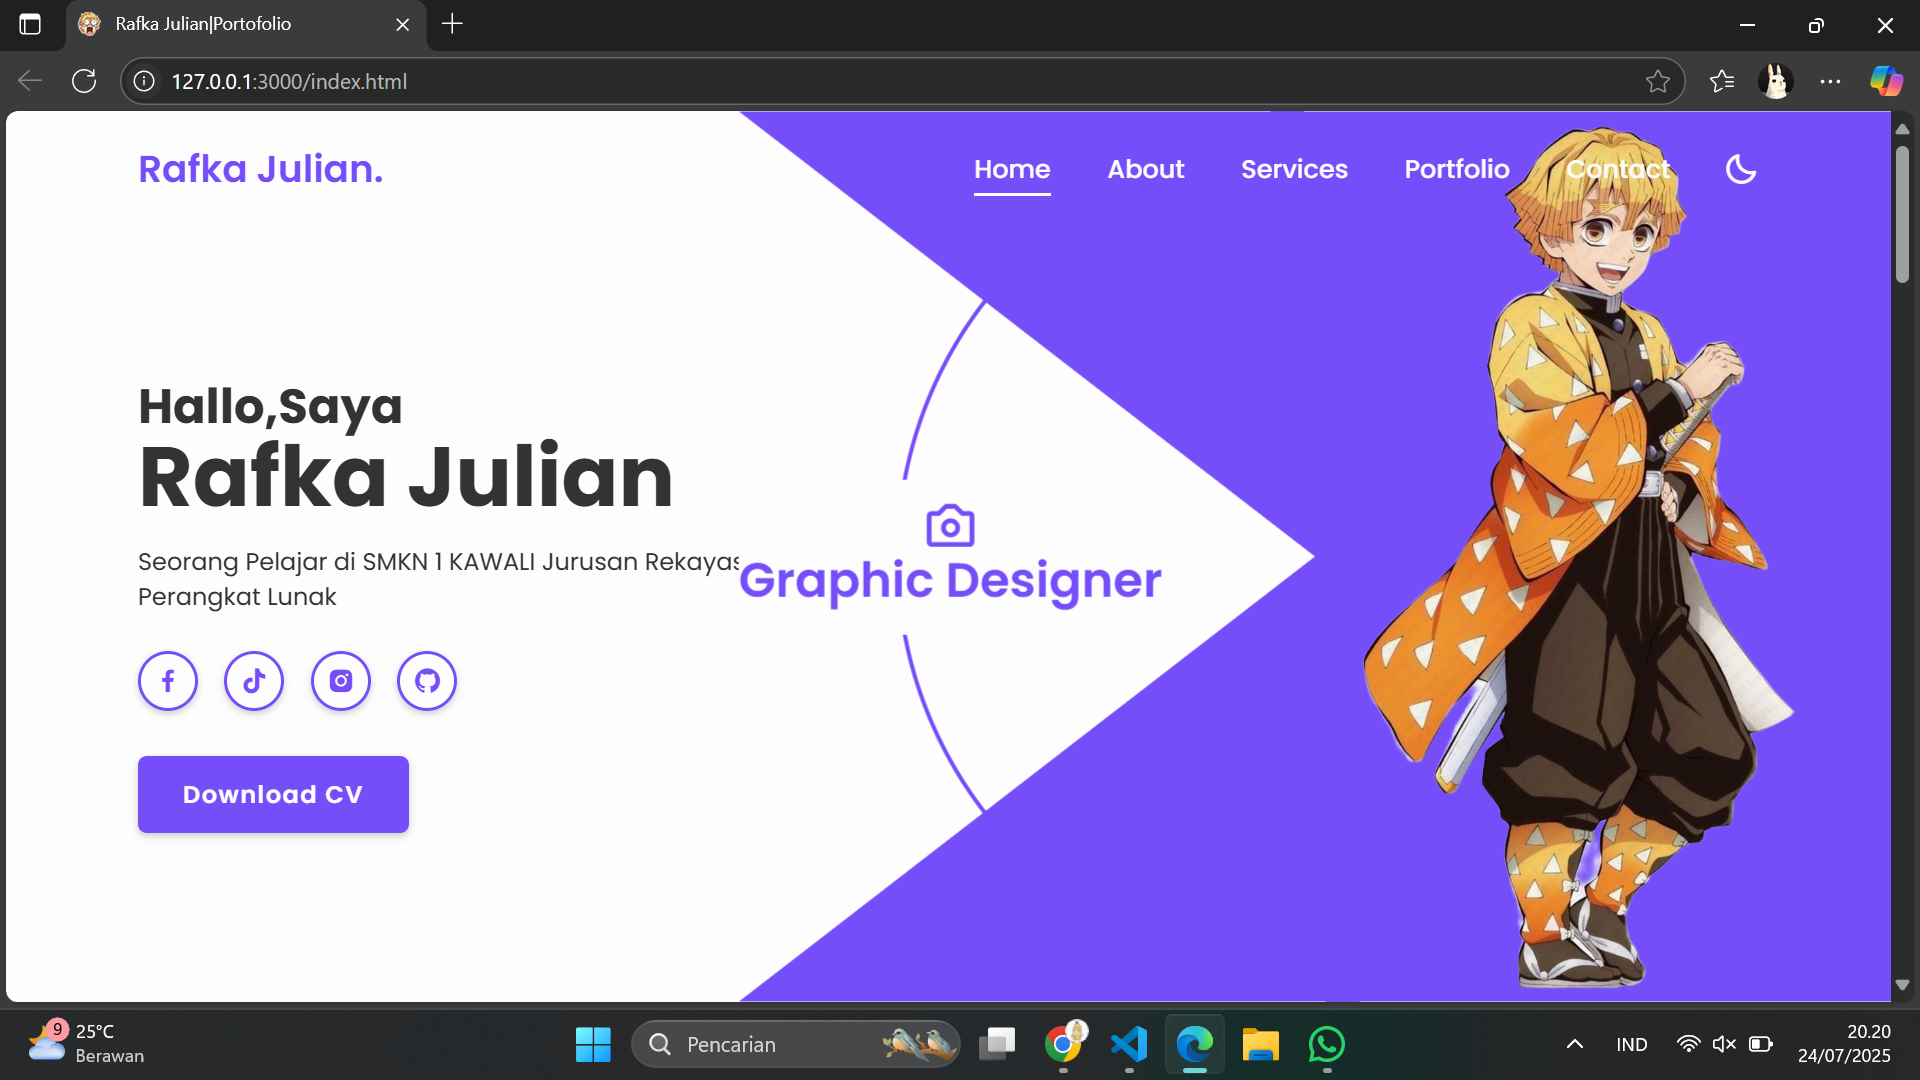 Rafka Julian|Portofolio
127.0.0.1:3000/index.html
Rafka Julian.
Home About Services Portfolio Contact
Hallo,Saya
Rafka Julian
Seorang Pelajar di SMKN 1 KAWALI Jurusan Rekayas
Perangkat Lunak
Graphic Designer
Download CV
9
25°C
Berawan
Pencarian
IND
20.20
24/07/2025